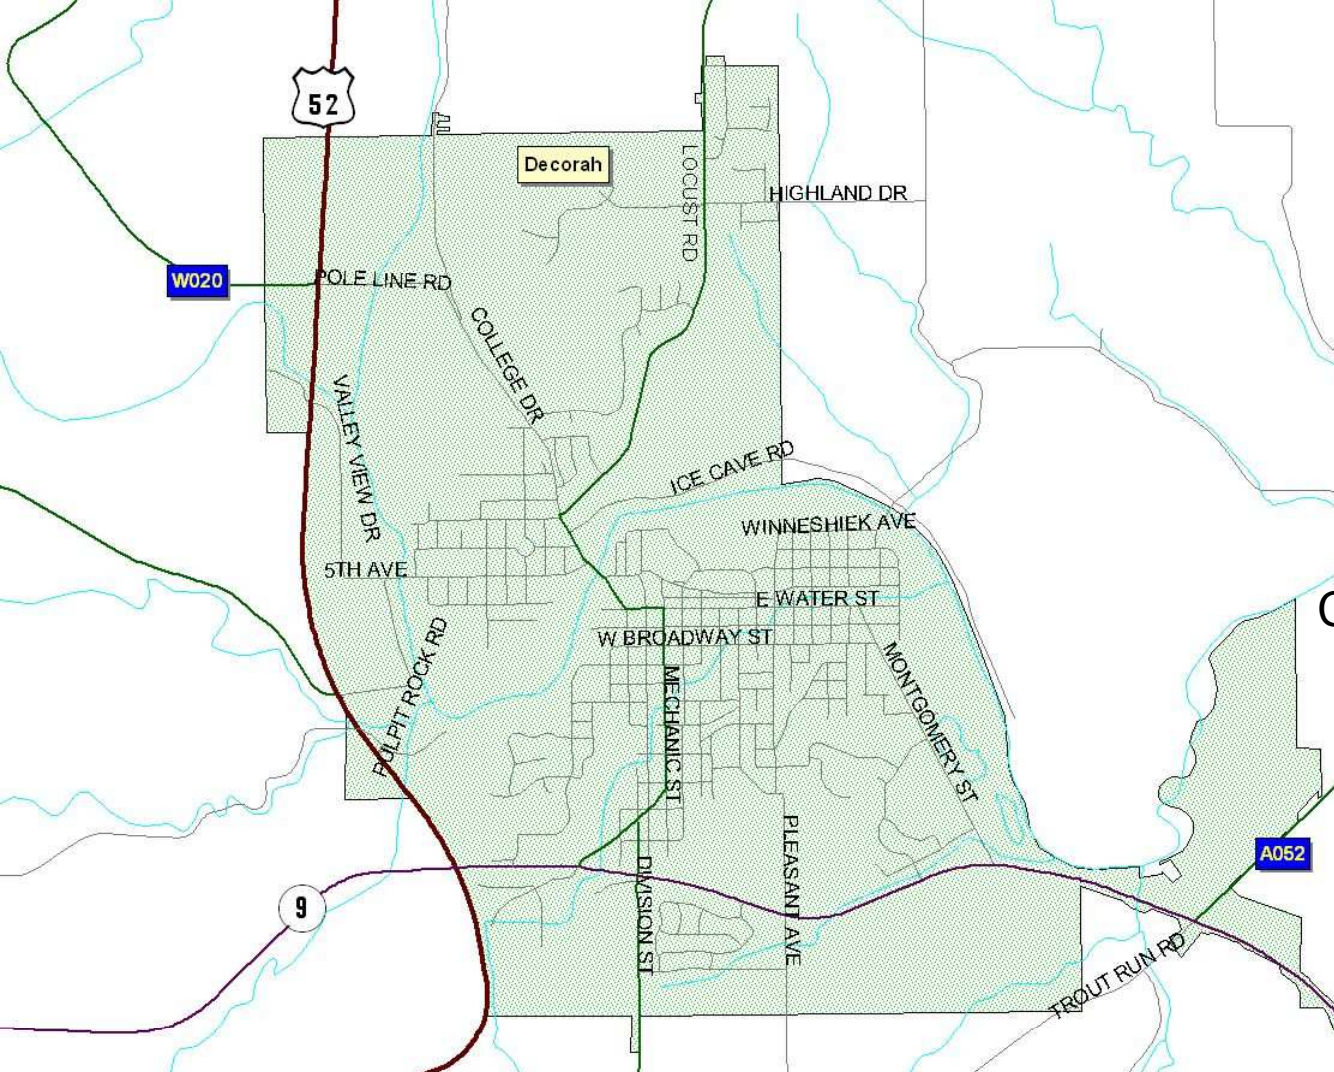 52
Decorah
LOCUST RD
HIGHLAND DR
W020
POLE LINE RD
COLLEGE DR
VALLEY VIEW DR
ICE CAVE RD
WINNESHIEK AVE
5TH AVE
E WATER ST
W BROADWAY ST
PULPIT ROCK RD
MECHANIC ST
MONTGOMERY ST
PLEASANT AVE
A052
DIVISION ST
9
TROUT RUN RD